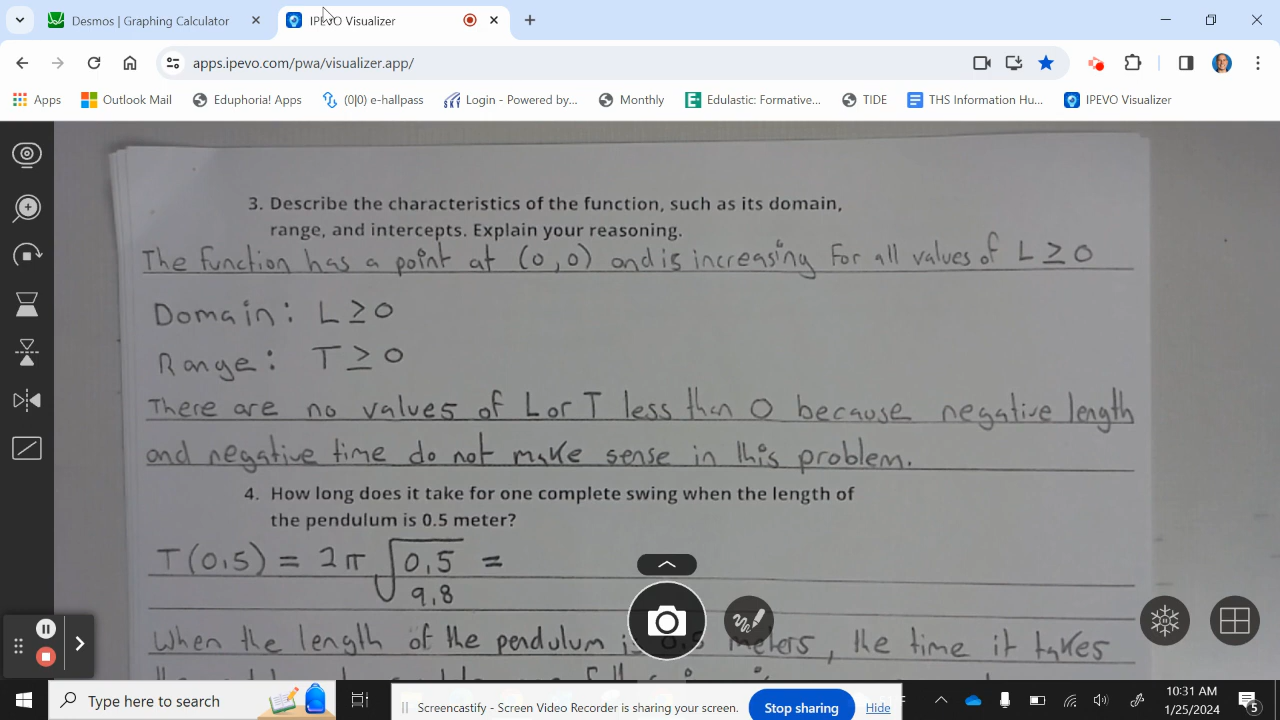 Desmos | Graphing Calculator
IPEVO Visualizer
apps.ipevo.com/pwa/visualizer.app/
Apps
Outlook Mail
eduphoria! Apps
(0|0) e-hallpass
Login - Powered by...
Monthly
Edulastic: Formative...
TIDE
THS Information Hu...
IPEVO Visualizer
3. Describe the characteristics of the function, such as its domain,
range, and intercepts. Explain your reasoning.
The function has a point at (0,0) and is increasing for all values of L ≥ 0
Domain: L ≥ 0
Range: T ≥ 0
There are no values of L or T less than 0 because negative length
and negative time do not make sense in this problem.
4. How long does it take for one complete swing when the length of
the pendulum is 0.5 meter?
T(0.5) = 2π √0.5/9.8 =
When the length of the pendulum is 0.5 meters, the time it takes
Type here to search
Screencastify - Screen Video Recorder is sharing your screen.
Stop sharing
Hide
10:31 AM
1/25/2024
5